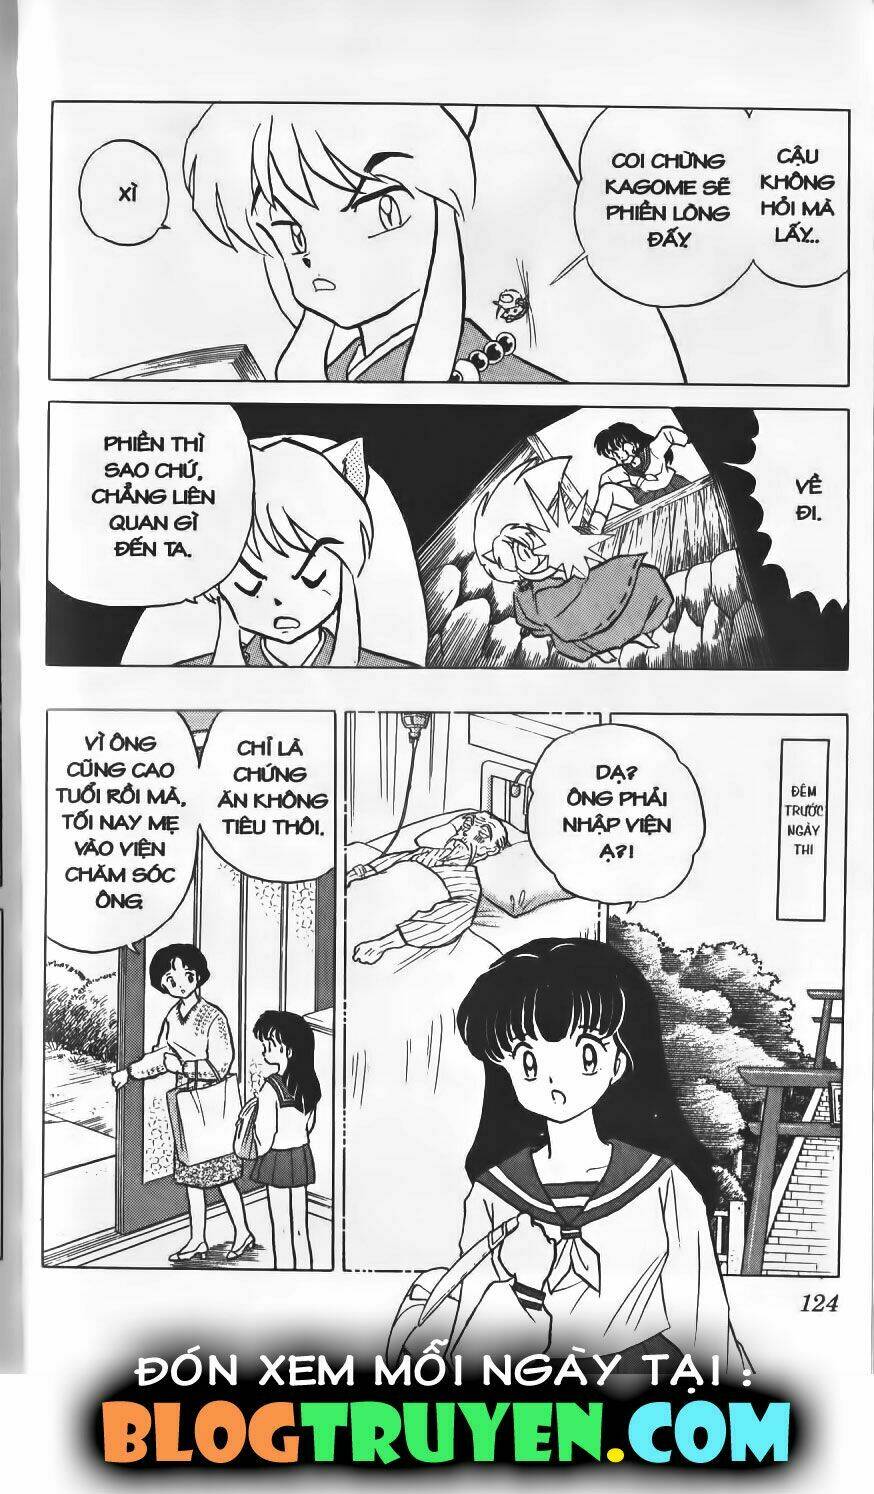 CẬU
KHÔNG
HỎI MÀ
LẤY...
COI CHỪNG
KAGOME SẼ
PHIỀN LÒNG
ĐẤY.
XÌ
VỀ
ĐI.
PHIỀN THÌ
SAO CHỨ,
CHẲNG LIÊN
QUAN GÌ
ĐẾN TA.
ĐÊM
TRƯỚC
NGÀY
THI
DẠ?
ÔNG PHẢI
NHẬP VIỆN
Ạ?!
CHỈ LÀ
CHỨNG
ĂN KHÔNG
TIÊU THÔI.
VÌ ÔNG
CŨNG CAO
TUỔI RỒI MÀ,
TỐI NAY MẸ
VÀO VIỆN
CHĂM SÓC
ÔNG.
124
ĐÓN XEM MỖI NGÀY TẠI :
BLOGTRUYEN.COM